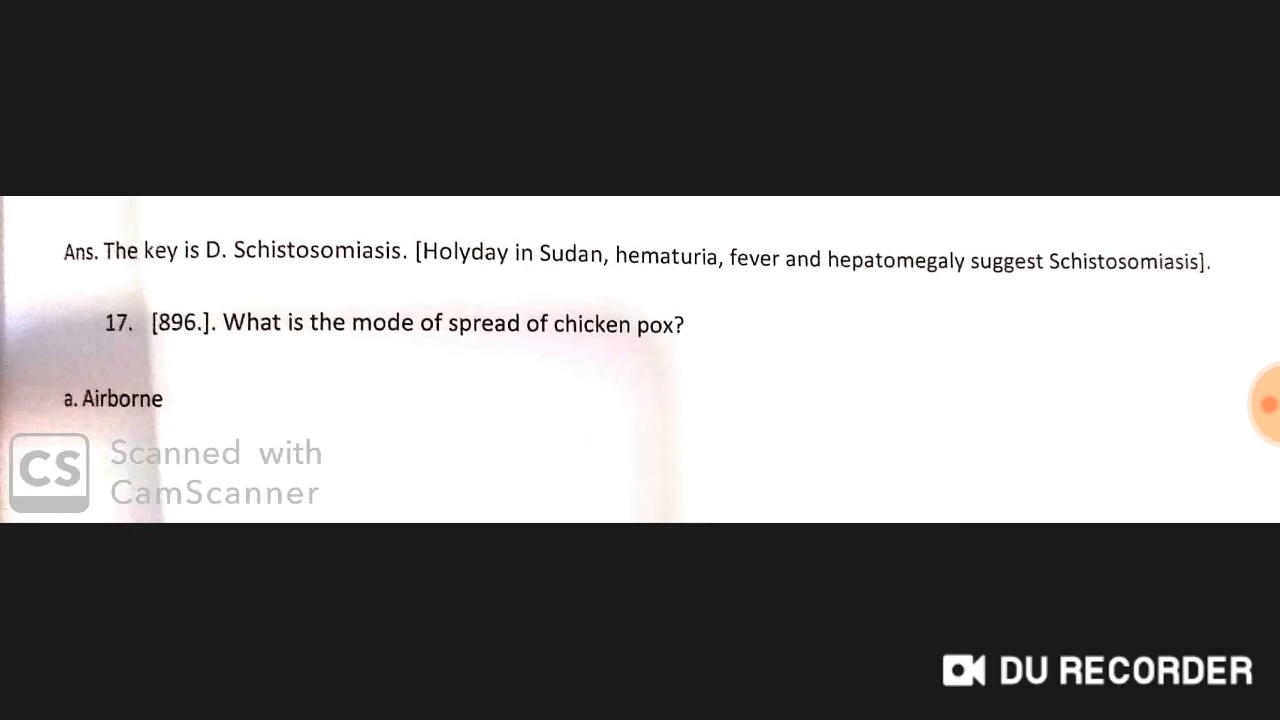 Ans. The key is D. Schistosomiasis. [Holyday in Sudan, hematuria, fever and hepatomegaly suggest Schistosomiasis].
17. [896.]. What is the mode of spread of chicken pox?
a. Airborne
CS Scanned with
CamScanner
DU RECORDER